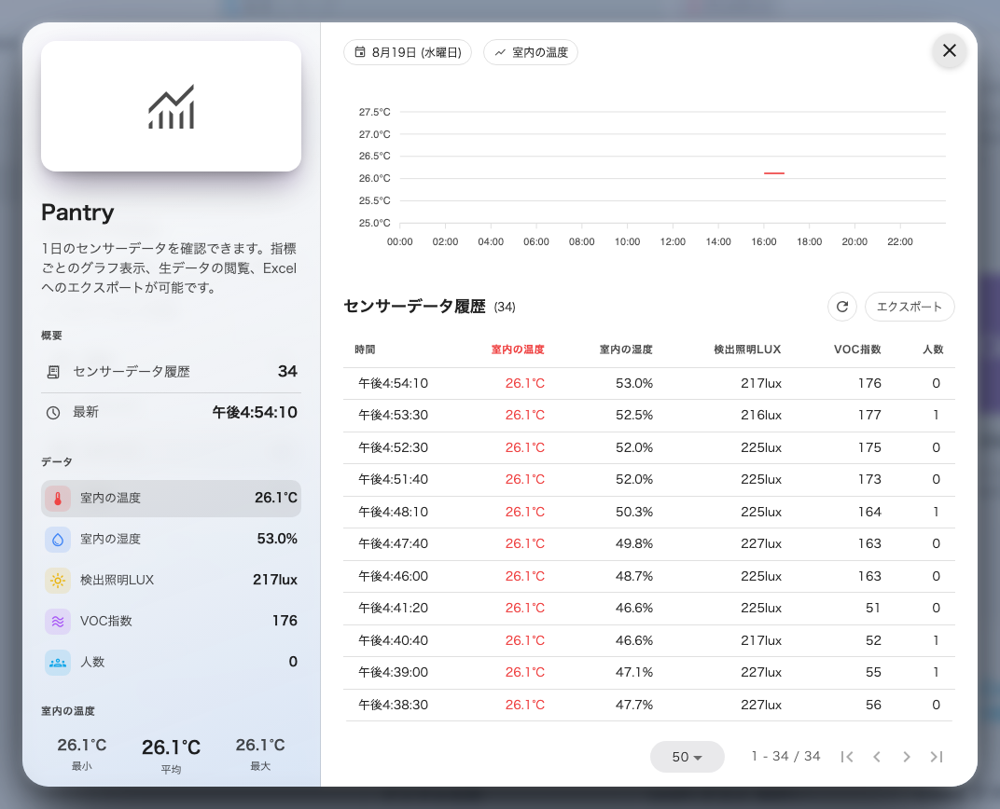 Pantry
1日のセンサーデータを確認できます。指標
ごとのグラフ表示、生データの閲覧、Excel
へのエクスポートが可能です。
概要
センサーデータ履歴 34
最新 午後4:54:10
データ
室内の温度 26.1°C
室内の湿度 53.0%
検出照明LUX 217lux
VOC指数 176
人数 0
室内の温度
26.1°C 26.1°C 26.1°C
最小 平均 最大
8月19日 (水曜日) 室内の温度
27.5°C
27.0°C
26.5°C
26.0°C
25.5°C
25.0°C
00:00 02:00 04:00 06:00 08:00 10:00 12:00 14:00 16:00 18:00 20:00 22:00
センサーデータ履歴 (34) エクスポート
時間 室内の温度 室内の湿度 検出照明LUX VOC指数 人数
午後4:54:10 26.1°C 53.0% 217lux 176 0
午後4:53:30 26.1°C 52.5% 216lux 177 1
午後4:52:30 26.1°C 52.0% 225lux 175 0
午後4:51:40 26.1°C 52.0% 225lux 173 0
午後4:48:10 26.1°C 50.3% 225lux 164 1
午後4:47:40 26.1°C 49.8% 227lux 163 0
午後4:46:00 26.1°C 48.7% 225lux 163 0
午後4:41:20 26.1°C 46.6% 225lux 51 0
午後4:40:40 26.1°C 46.6% 217lux 52 1
午後4:39:00 26.1°C 47.1% 227lux 55 1
午後4:38:30 26.1°C 47.7% 227lux 56 0
50 1 - 34 / 34